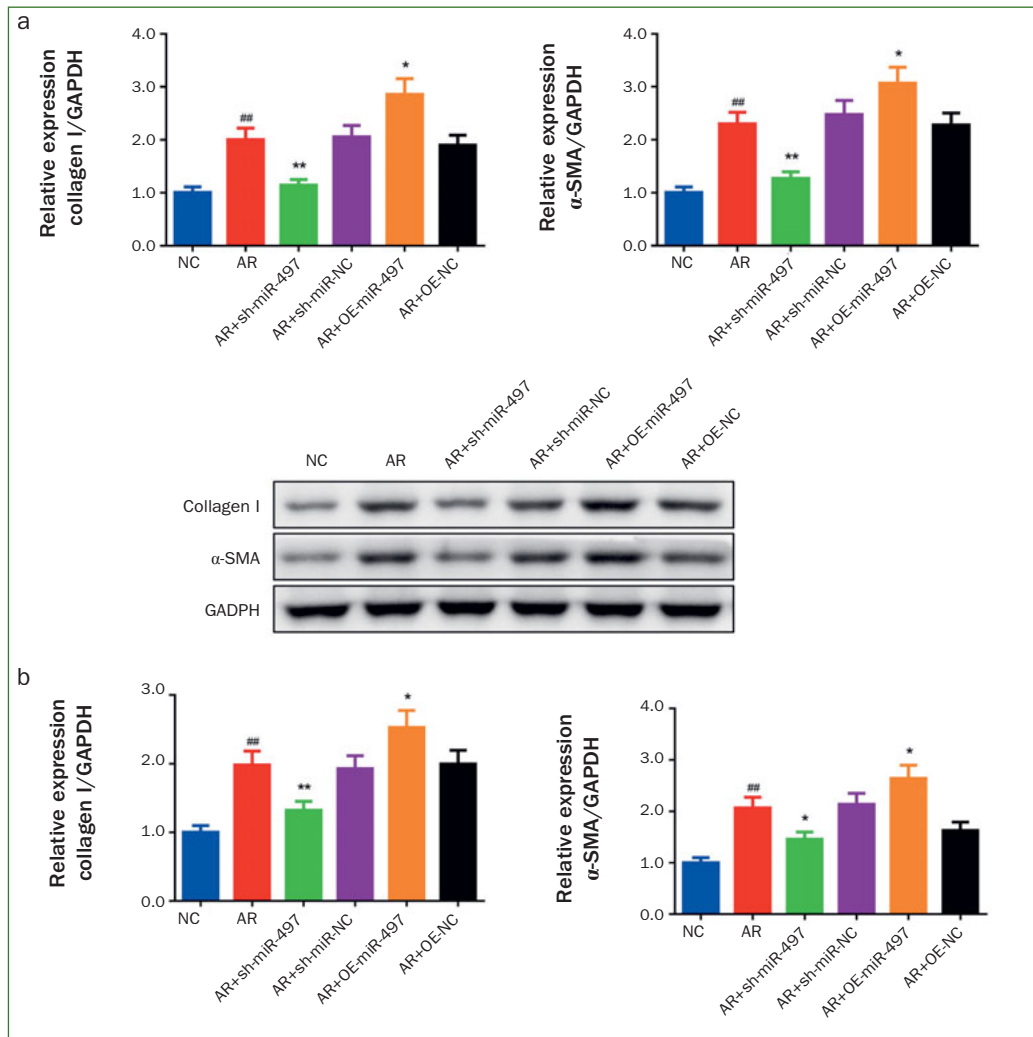 a
Relative expression
collagen I/GAPDH
4.0
3.0
2.0
1.0
0.0
##
**
*
NC
AR
AR+sh-miR-497
AR+sh-miR-NC
AR+OE-miR-497
AR+OE-NC
Relative expression
α-SMA/GAPDH
4.0
3.0
2.0
1.0
0.0
##
**
*
NC
AR
AR+sh-miR-497
AR+sh-miR-NC
AR+OE-miR-497
AR+OE-NC
NC
AR
AR+sh-miR-497
AR+sh-miR-NC
AR+OE-miR-497
AR+OE-NC
Collagen I
α-SMA
GADPH
b
Relative expression
collagen I/GAPDH
3.0
2.0
1.0
0.0
##
**
*
NC
AR
AR+sh-miR-497
AR+sh-miR-NC
AR+OE-miR-497
AR+OE-NC
Relative expression
α-SMA/GAPDH
4.0
3.0
2.0
1.0
0.0
##
*
*
NC
AR
AR+sh-miR-497
AR+sh-miR-NC
AR+OE-miR-497
AR+OE-NC